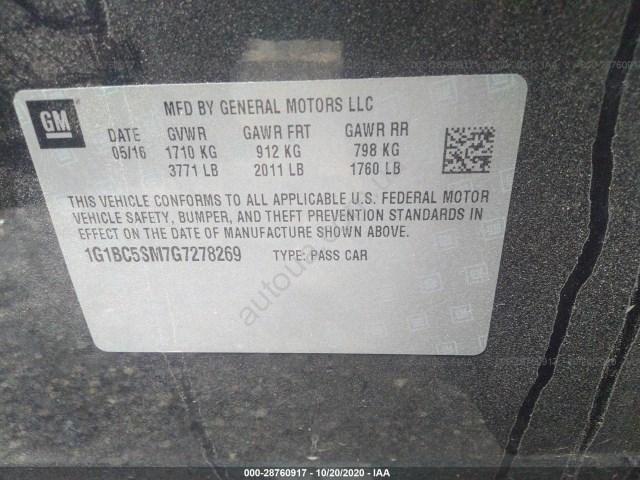 GM
MFD BY GENERAL MOTORS LLC
DATE GVWR GAWR FRT GAWR RR
05/16 1710 KG 912 KG 798 KG
3771 LB 2011 LB 1760 LB
THIS VEHICLE CONFORMS TO ALL APPLICABLE U.S. FEDERAL MOTOR
VEHICLE SAFETY, BUMPER, AND THEFT PREVENTION STANDARDS IN
EFFECT ON THE DATE OF MANUFACTURE SHOWN ABOVE.
1G1BC5SM7G7278269 TYPE: PASS CAR
000-28760917 - 10/20/2020 - IAA